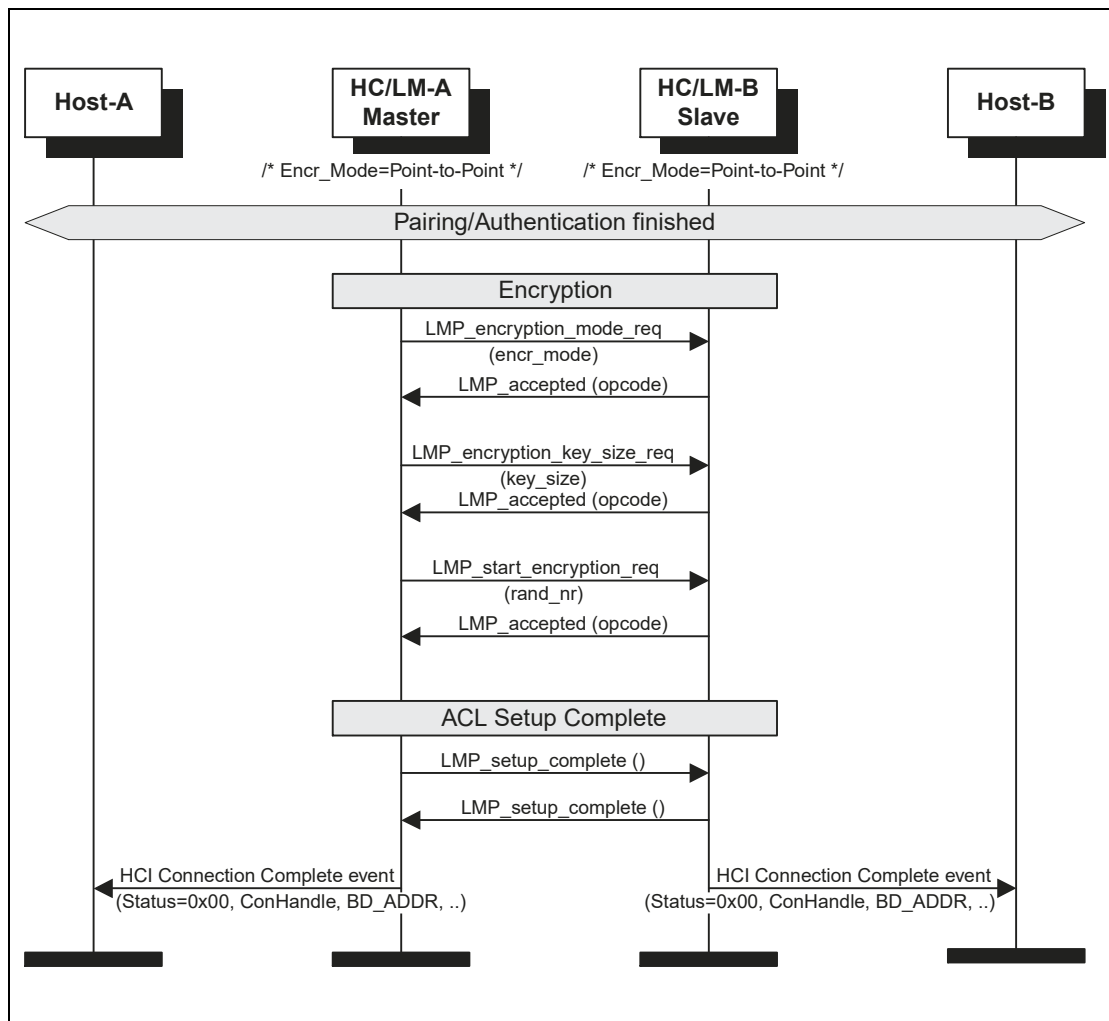 Host-A
HC/LM-A
Master
HC/LM-B
Slave
Host-B
/* Encr_Mode=Point-to-Point */
/* Encr_Mode=Point-to-Point */
Pairing/Authentication finished
Encryption
LMP_encryption_mode_req
(encr_mode)
LMP_accepted (opcode)
LMP_encryption_key_size_req
(key_size)
LMP_accepted (opcode)
LMP_start_encryption_req
(rand_nr)
LMP_accepted (opcode)
ACL Setup Complete
LMP_setup_complete ()
LMP_setup_complete ()
HCI Connection Complete event
(Status=0x00, ConHandle, BD_ADDR, ..)
HCI Connection Complete event
(Status=0x00, ConHandle, BD_ADDR, ..)